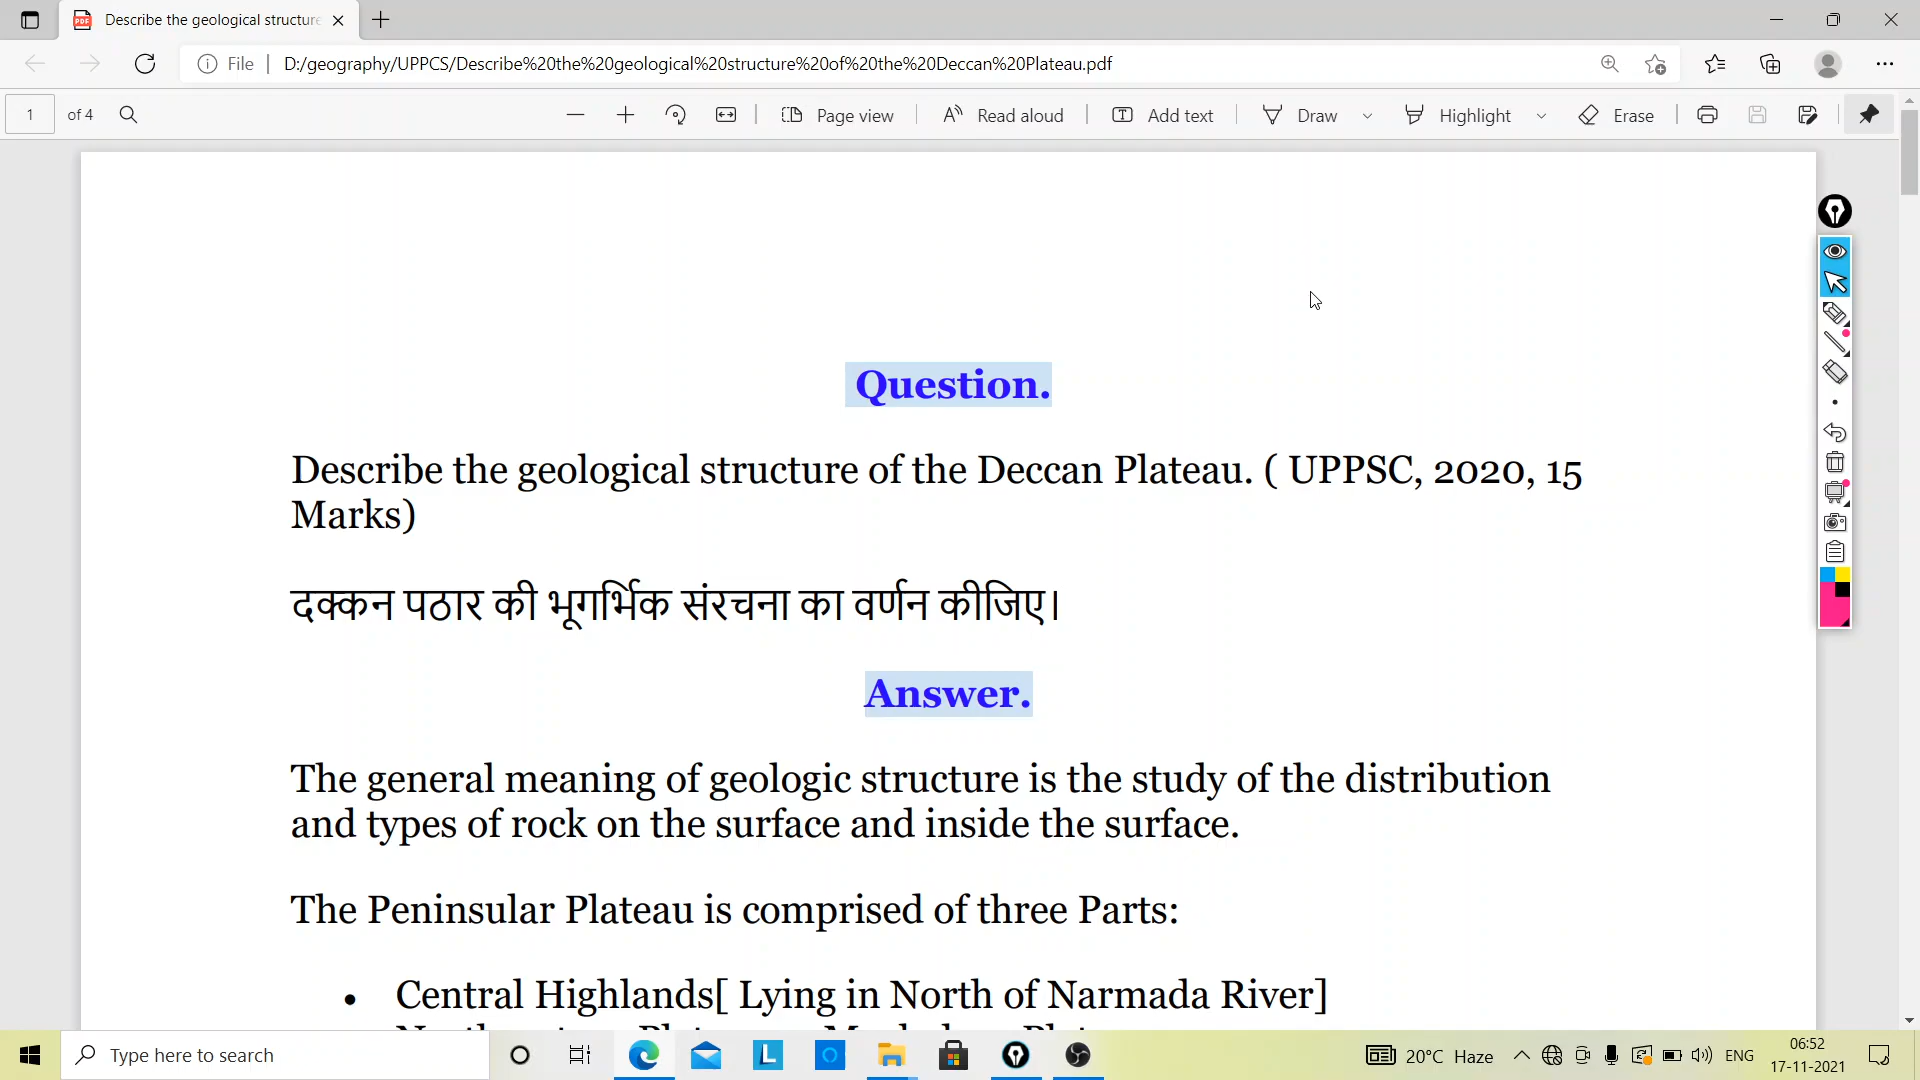 Describe the geological structure
File
D:/geography/UPPCS/Describe%20the%20geological%20structure%20of%20the%20Deccan%20Plateau.pdf
1 of 4
Page view
Read aloud
Add text
Draw
Highlight
Erase
Question.
Describe the geological structure of the Deccan Plateau. ( UPPSC, 2020, 15
Marks)
दक्कन पठार की भूगर्भिक संरचना का वर्णन कीजिए।
Answer.
The general meaning of geologic structure is the study of the distribution
and types of rock on the surface and inside the surface.
The Peninsular Plateau is comprised of three Parts:
• Central Highlands[ Lying in North of Narmada River]
Type here to search
20°C Haze
ENG
06:52
17-11-2021